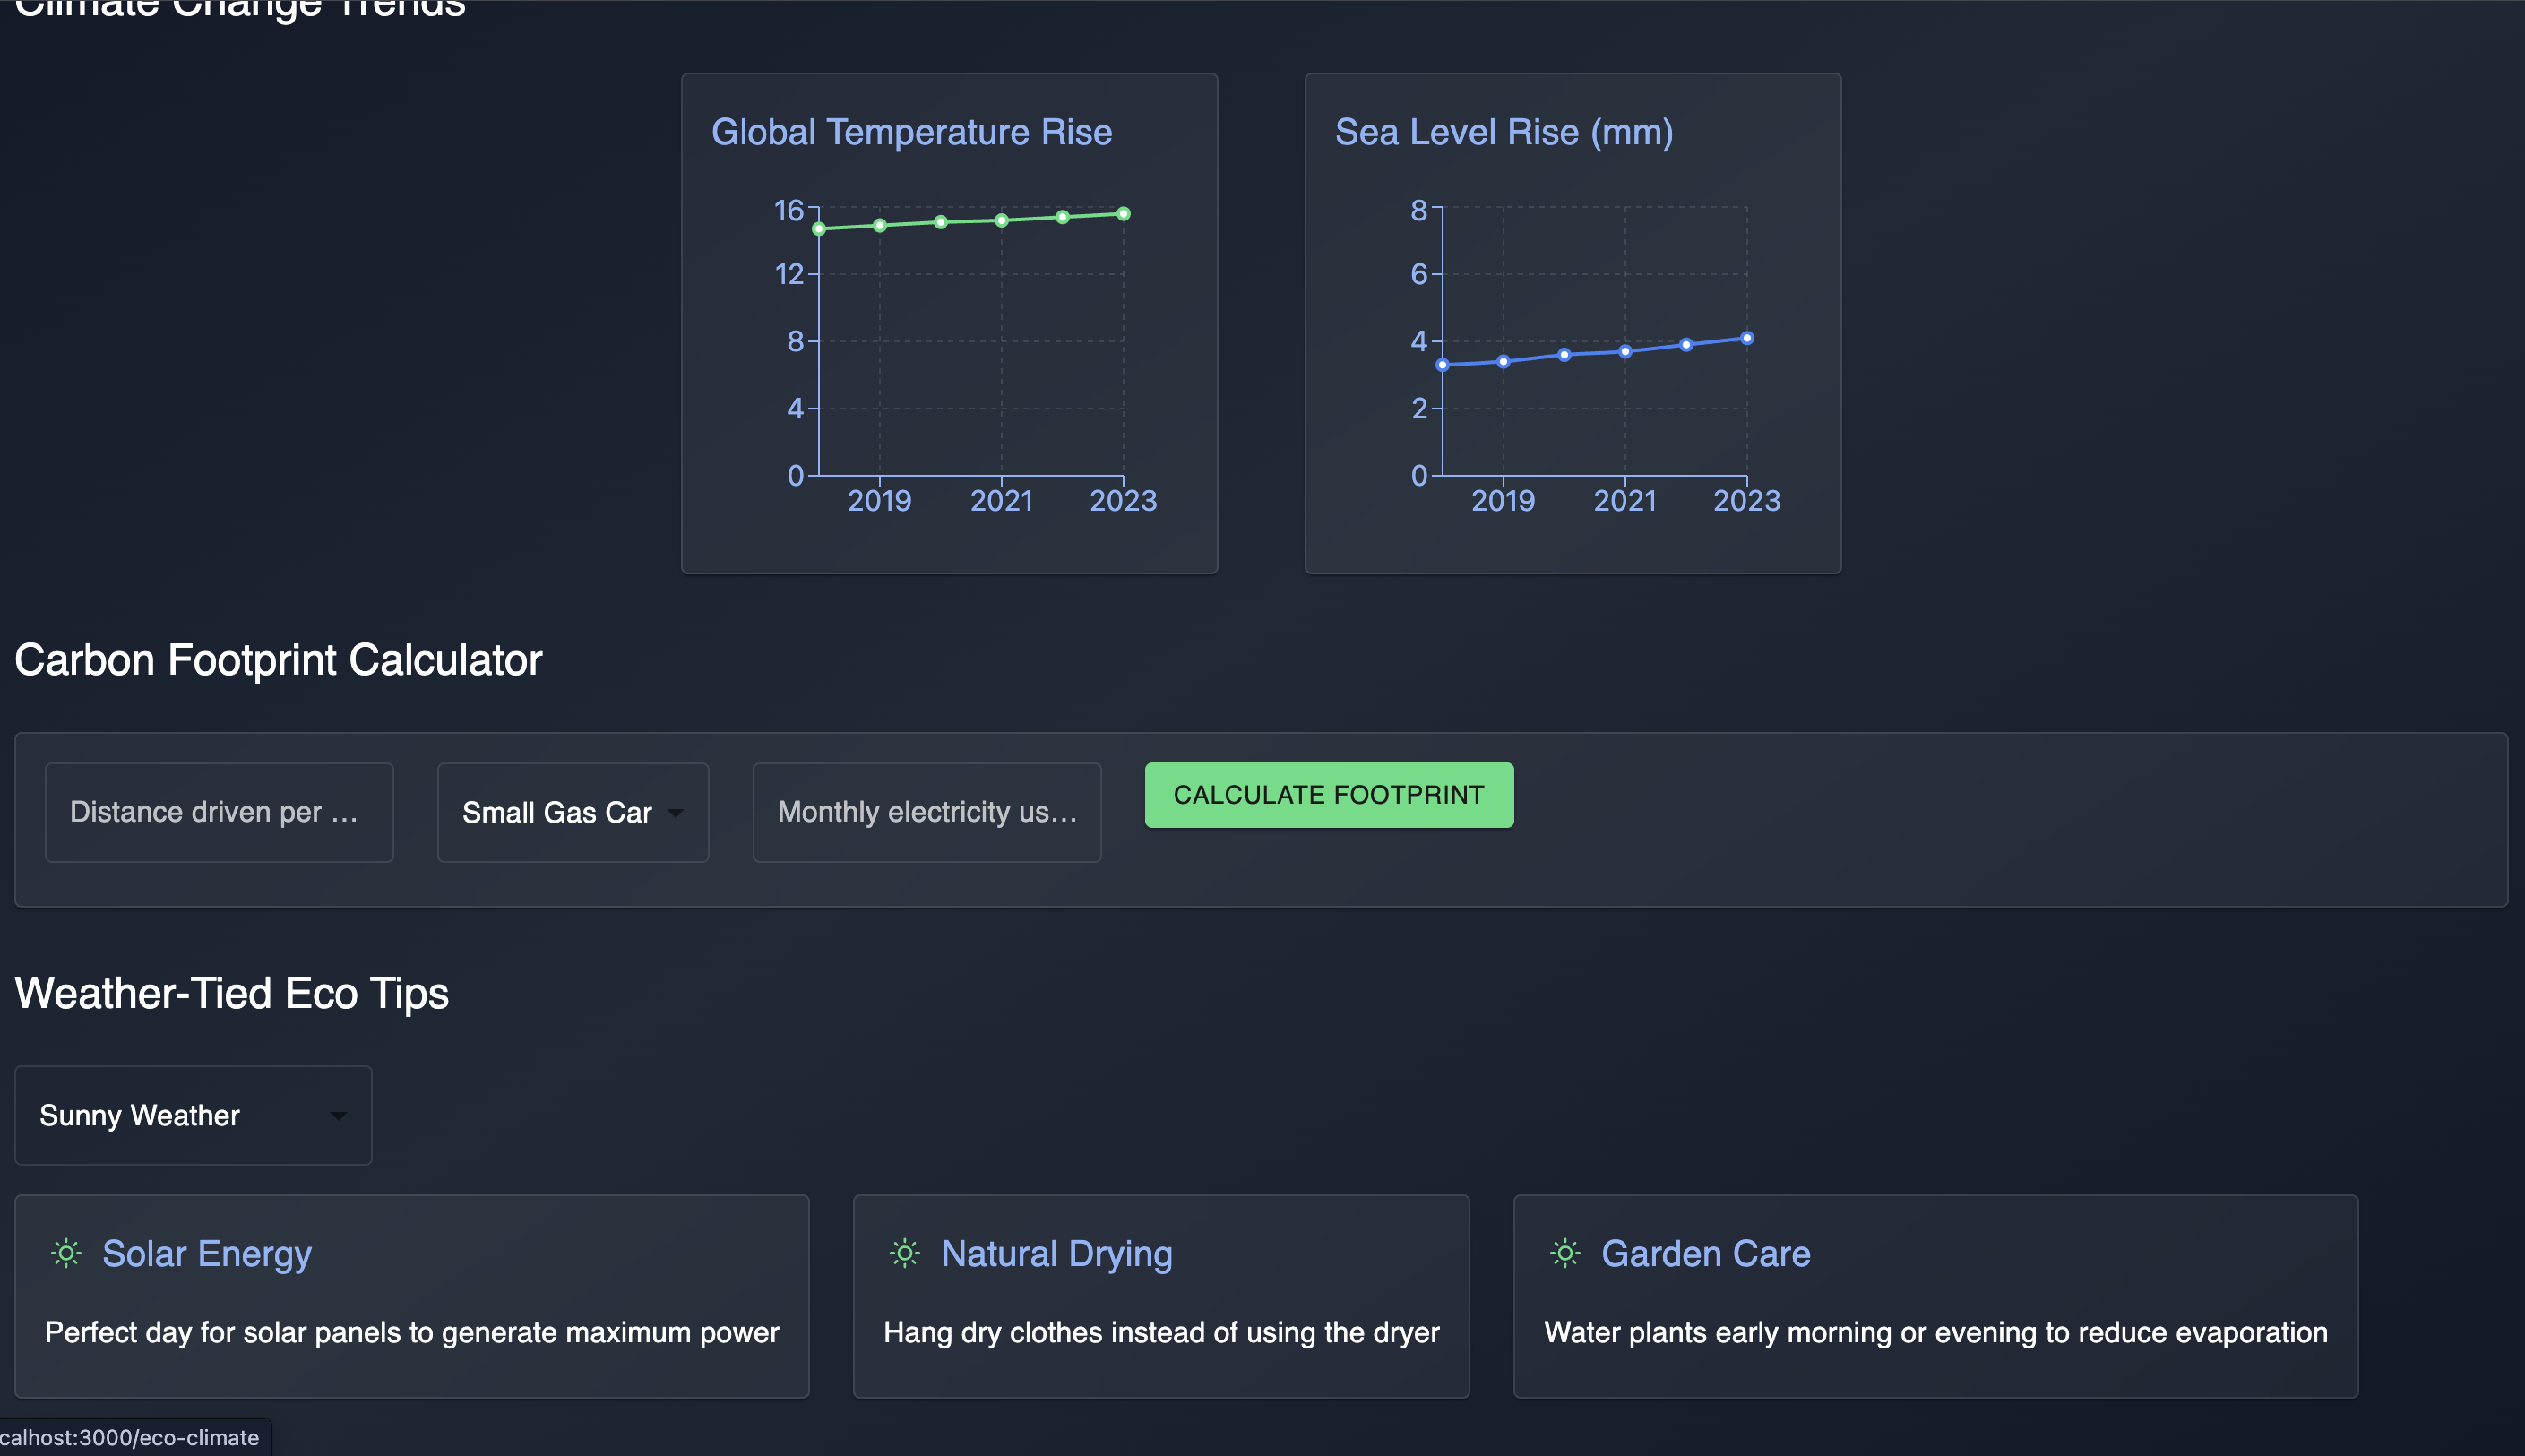 Climate Change Trends
Global Temperature Rise
16
12
8
4
0
2019 2021 2023
Sea Level Rise (mm)
8
6
4
2
0
2019 2021 2023
Carbon Footprint Calculator
Distance driven per ...
Small Gas Car
Monthly electricity us...
CALCULATE FOOTPRINT
Weather-Tied Eco Tips
Sunny Weather
Solar Energy
Perfect day for solar panels to generate maximum power
Natural Drying
Hang dry clothes instead of using the dryer
Garden Care
Water plants early morning or evening to reduce evaporation
calhost:3000/eco-climate